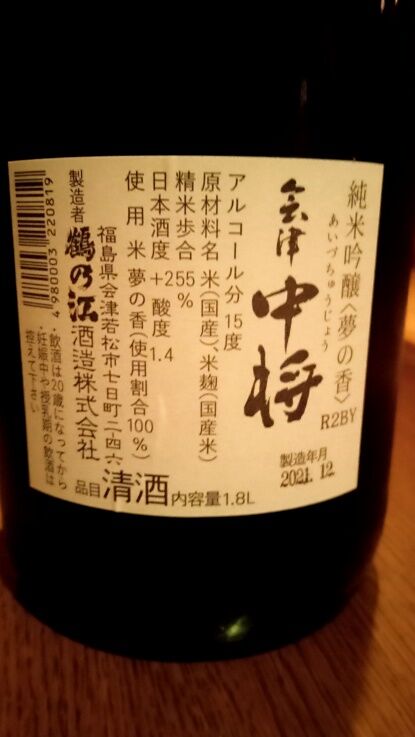 純米吟醸〈夢の香〉
R2BY
あいづちゅうじょう
会津中将
製造年月
2021.12.
アルコール分 15度
原材料名 米(国産)、米麹(国産米)
精米歩合 55%
日本酒度 +2 酸度 1.4
使用米 夢の香(使用割合100%)
福島県会津若松市七日町二-四六
製造者 鶴乃江酒造株式会社
品目 清酒 内容量1.8L
4980003 220819
・飲酒は20歳になってから
・妊娠中や授乳期の飲酒は
控えて下さい